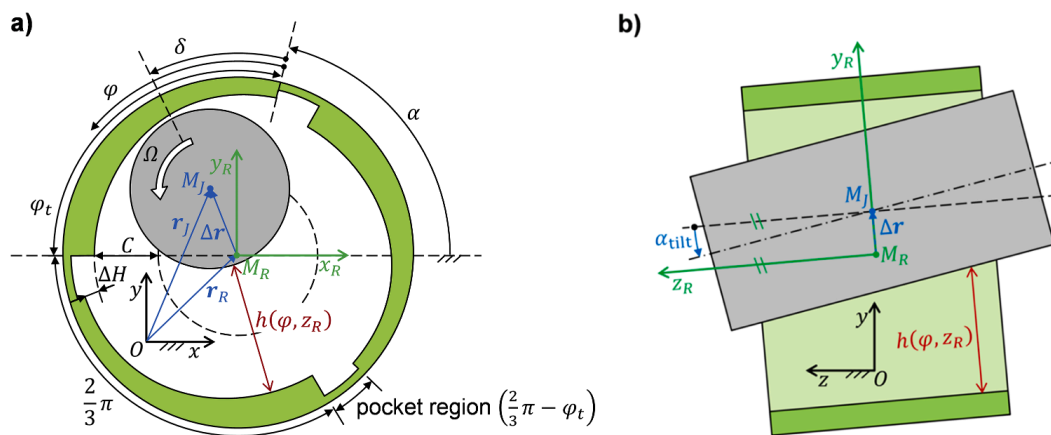 a)
δ
φ
α
Ω
y_R
M_J
φ_t
r_J
Δr
C
x_R
M_R
ΔH
r_R
y
h(φ, z_R)
O
x
2/3 π
pocket region (2/3 π − φ_t)
b)
y_R
M_J
α_tilt
Δr
M_R
z_R
y
h(φ, z_R)
z
O